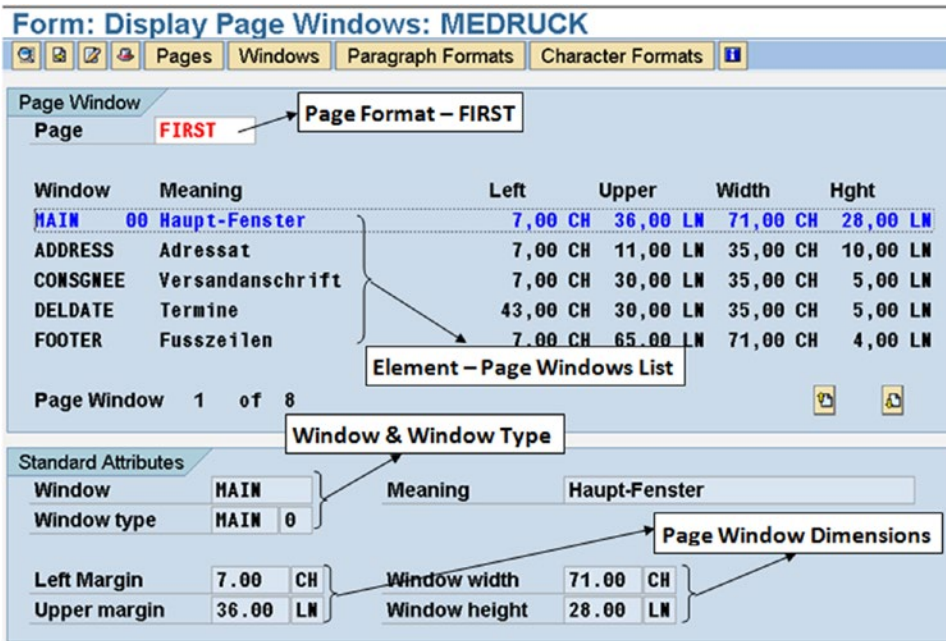 Form: Display Page Windows: MEDRUCK
Pages Windows Paragraph Formats Character Formats
Page Window
Page FIRST Page Format – FIRST
Window Meaning Left Upper Width Hght
MAIN 00 Haupt-Fenster 7,00 CH 36,00 LN 71,00 CH 28,00 LN
ADDRESS Adressat 7,00 CH 11,00 LN 35,00 CH 10,00 LN
CONSGNEE Versandanschrift 7,00 CH 30,00 LN 35,00 CH 5,00 LN
DELDATE Termine 43,00 CH 30,00 LN 35,00 CH 5,00 LN
FOOTER Fusszeilen 7,00 CH 65,00 LN 71,00 CH 4,00 LN
Element – Page Windows List
Page Window 1 of 8
Window & Window Type
Standard Attributes
Window MAIN Meaning Haupt-Fenster
Window type MAIN 0
Page Window Dimensions
Left Margin 7.00 CH Window width 71.00 CH
Upper margin 36.00 LN Window height 28.00 LN